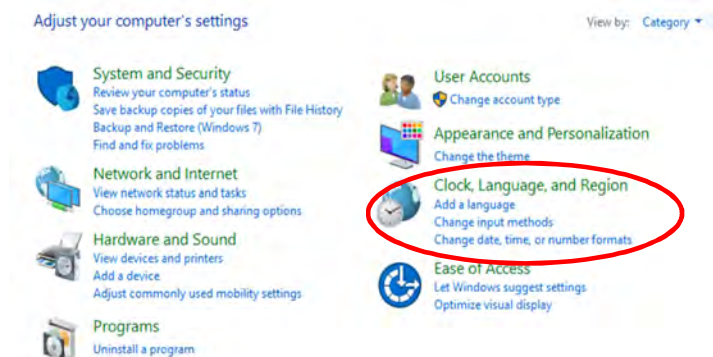 Adjust your computer's settings
View by: Category
System and Security
Review your computer's status
Save backup copies of your files with File History
Backup and Restore (Windows 7)
Find and fix problems
Network and Internet
View network status and tasks
Choose homegroup and sharing options
Hardware and Sound
View devices and printers
Add a device
Adjust commonly used mobility settings
Programs
Uninstall a program
User Accounts
Change account type
Appearance and Personalization
Change the theme
Clock, Language, and Region
Add a language
Change input methods
Change date, time, or number formats
Ease of Access
Let Windows suggest settings
Optimize visual display